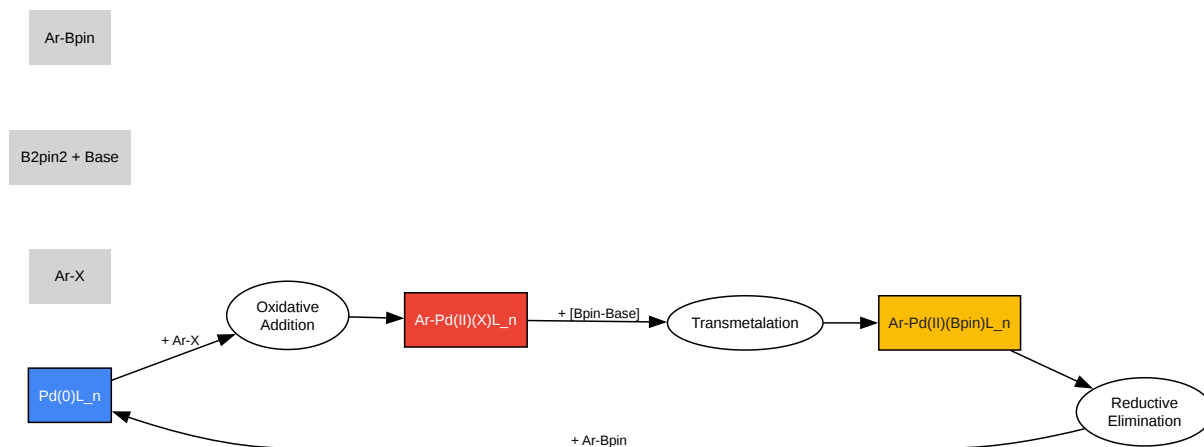 Ar-Bpin
B2pin2 + Base
Ar-X
Oxidative
Addition
Ar-Pd(II)(X)L_n
+ [Bpin-Base]
Transmetalation
Ar-Pd(II)(Bpin)L_n
+ Ar-X
Pd(0)L_n
Reductive
Elimination
+ Ar-Bpin